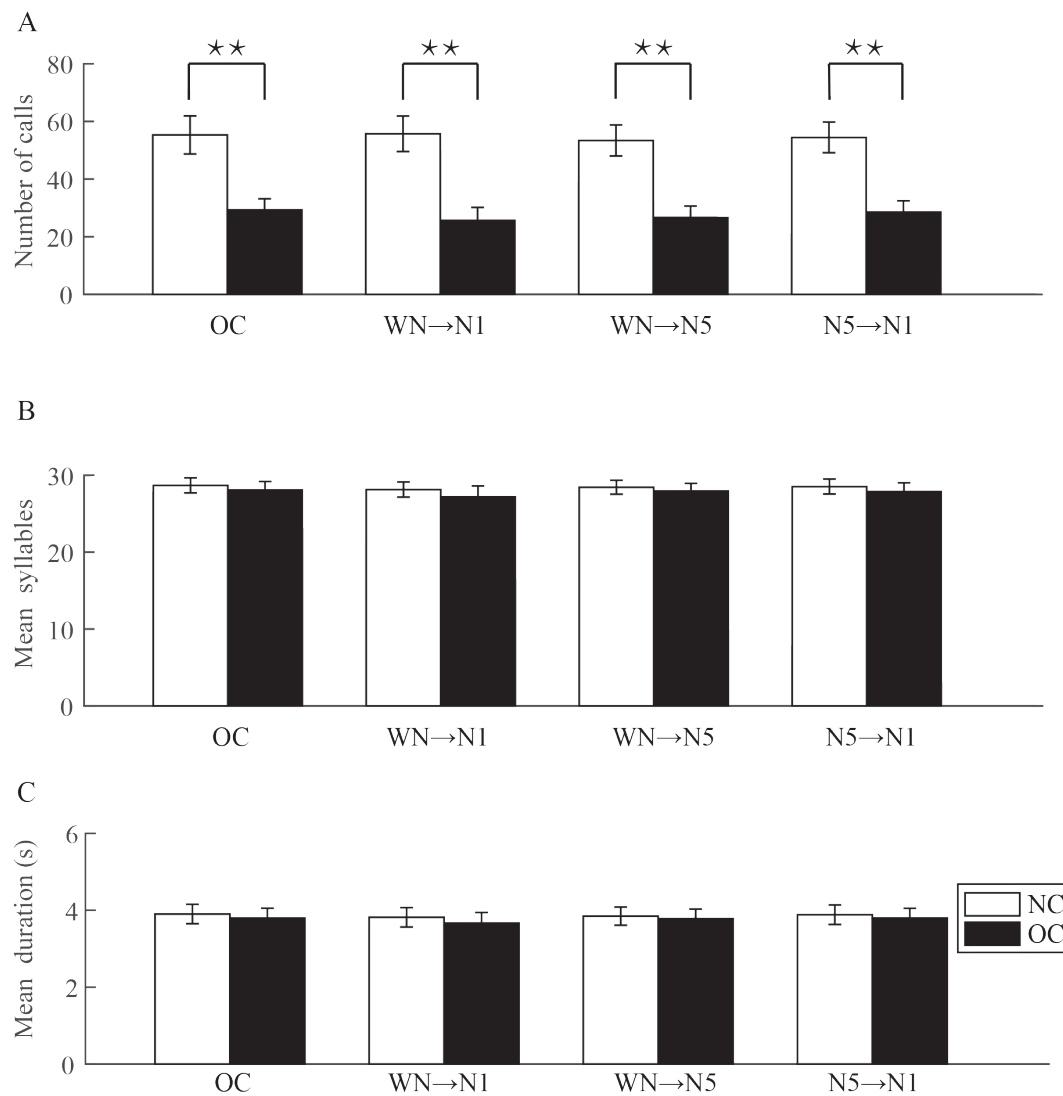 A
★★ ★★ ★★ ★★
80
60
40
20
0
Number of calls
OC WN→N1 WN→N5 N5→N1
B
30
20
10
0
Mean syllables
OC WN→N1 WN→N5 N5→N1
C
6
4
2
0
Mean duration (s)
NC
OC
OC WN→N1 WN→N5 N5→N1